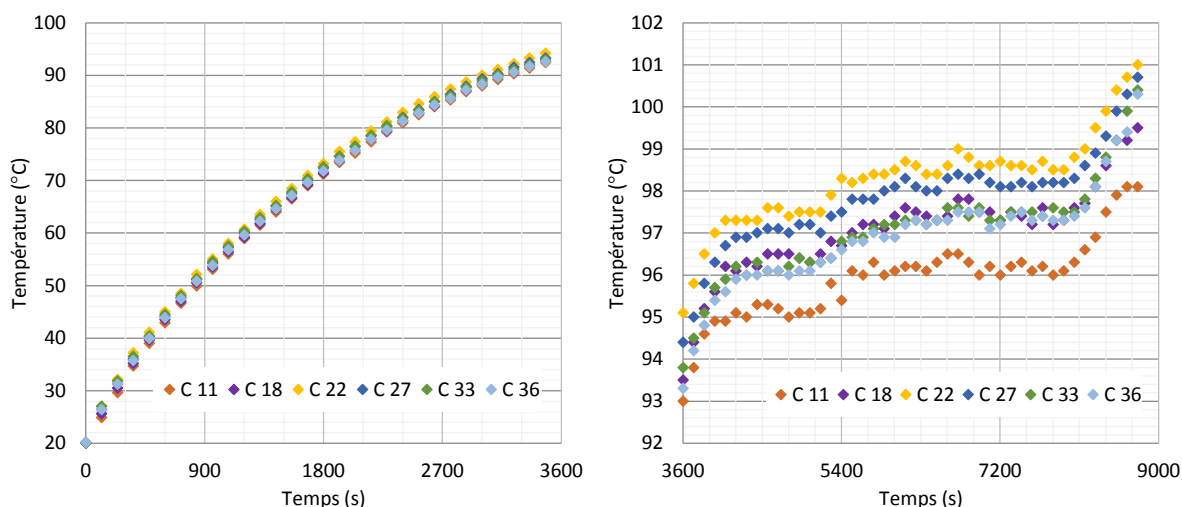 100
90
80
70
60
50
40
30
20
Température (°C)
C 11 C 18 C 22 C 27 C 33 C 36
0 900 1800 2700 3600
Temps (s)
102
101
100
99
98
97
96
95
94
93
92
Température (°C)
C 11 C 18 C 22 C 27 C 33 C 36
3600 5400 7200 9000
Temps (s)